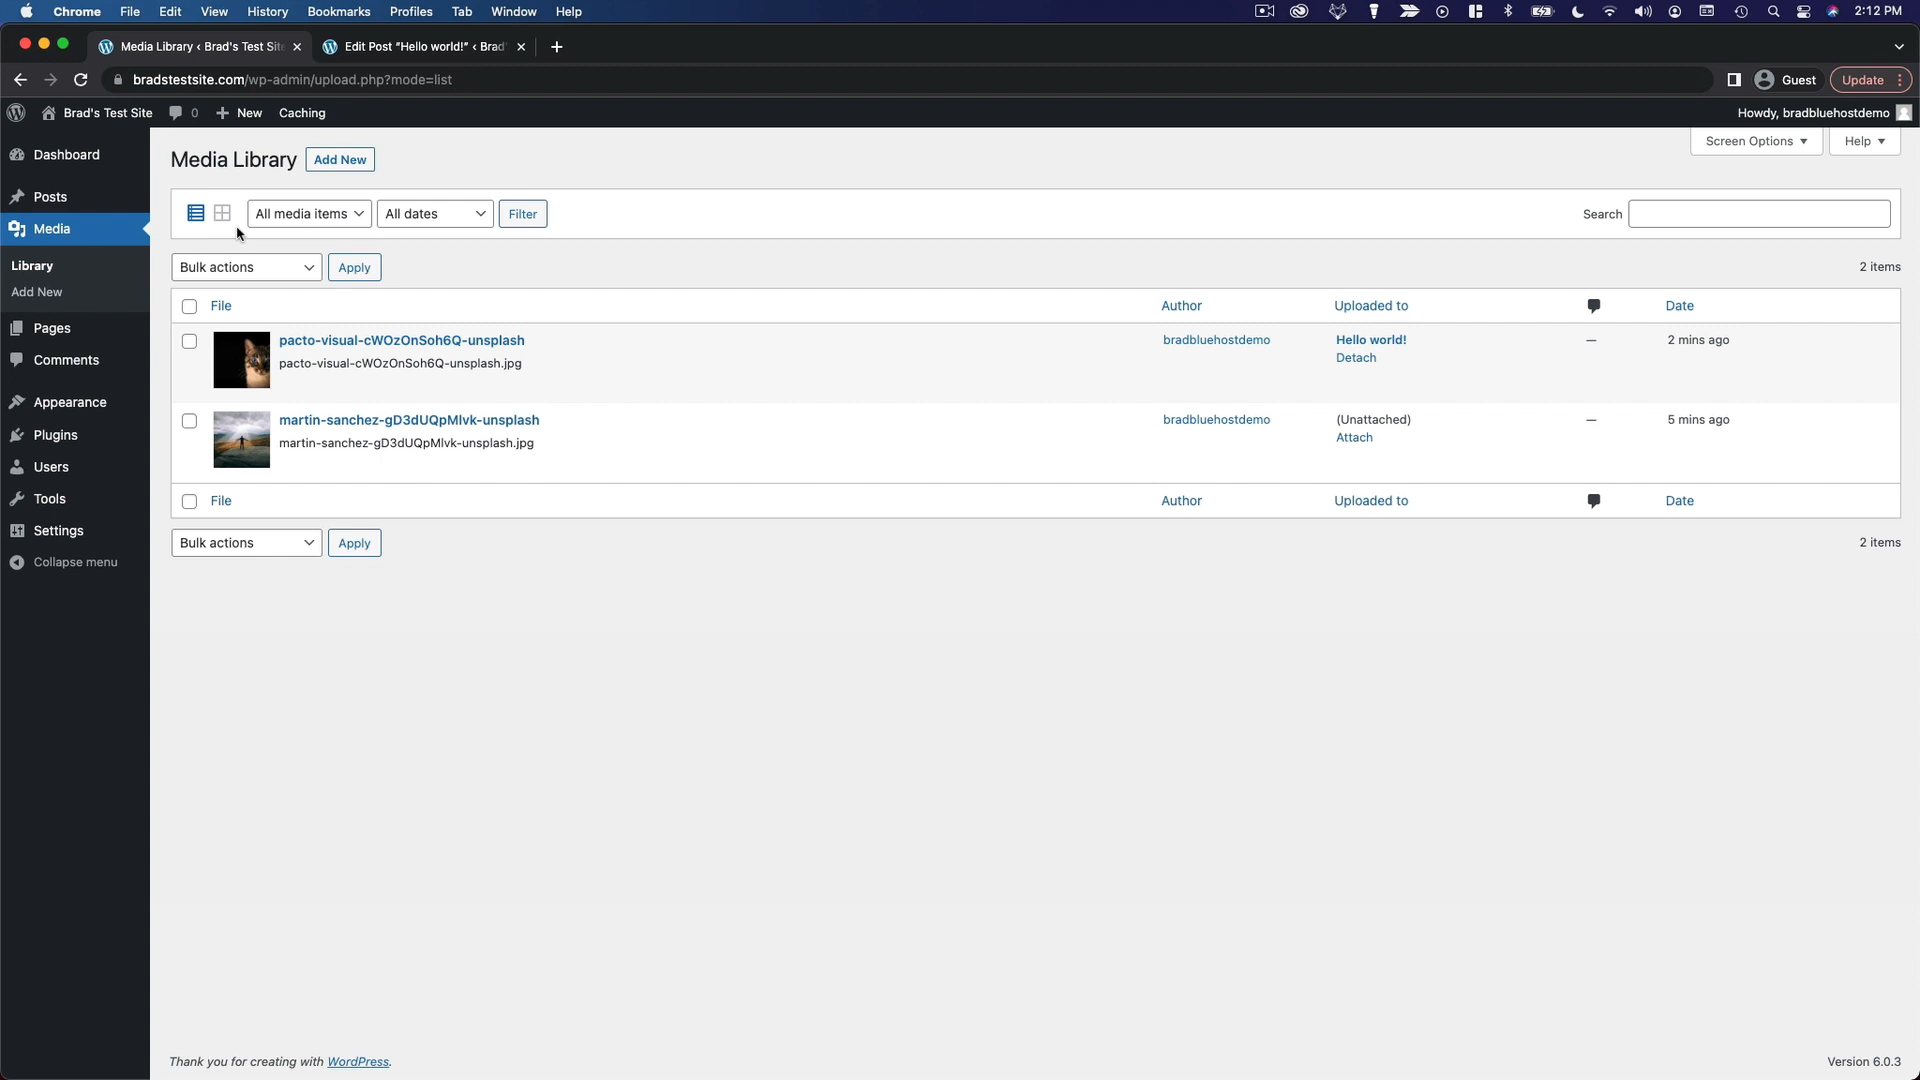 Chrome File Edit View History Bookmarks Profiles Tab Window Help 2:12 PM
Media Library ‹ Brad's Test Site Edit Post "Hello world!" ‹ Brad'
bradstestsite.com/wp-admin/upload.php?mode=list Guest Update
Brad's Test Site 0 New Caching Howdy, bradbluehostdemo
Screen Options Help
Dashboard
Posts
Media
Library
Add New
Pages
Comments
Appearance
Plugins
Users
Tools
Settings
Collapse menu
Media Library Add New
All media items All dates Filter Search
Bulk actions Apply 2 items
File Author Uploaded to Date
pacto-visual-cWOzOnSoh6Q-unsplash bradbluehostdemo Hello world! — 2 mins ago
pacto-visual-cWOzOnSoh6Q-unsplash.jpg Detach
martin-sanchez-gD3dUQpMlvk-unsplash bradbluehostdemo (Unattached) — 5 mins ago
martin-sanchez-gD3dUQpMlvk-unsplash.jpg Attach
File Author Uploaded to Date
Bulk actions Apply 2 items
Thank you for creating with WordPress. Version 6.0.3